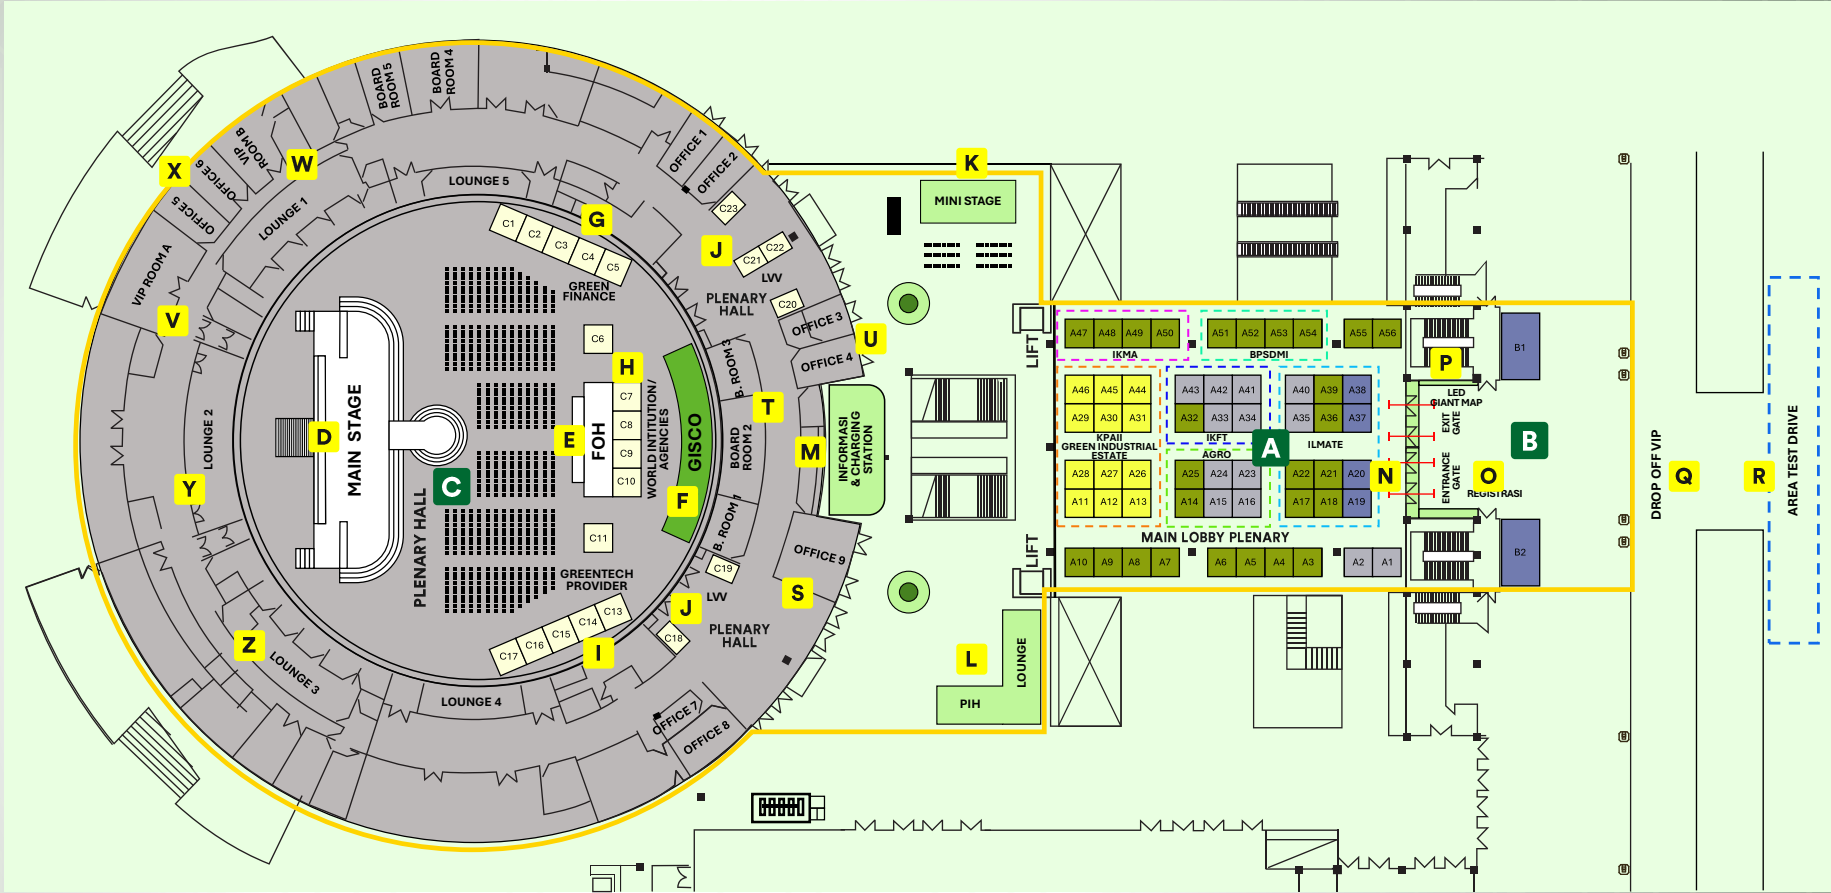 BOARD
ROOM 5
BOARD
ROOM 4
X
OFFICE 6
VIP
ROOM B
W
OFFICE 5
LOUNGE 1
VIP ROOM A
V
LOUNGE 5
OFFICE 1
OFFICE 2
C23
J
C21
C22
LVV
PLENARY
HALL
C20
OFFICE 3
OFFICE 4
U
G
C1
C2
C3
C4
C5
GREEN
FINANCE
C6
H
C7
C8
C9
C10
WORLD INTITUTION/
AGENCIES
E
FOH
GISCO
F
B. ROOM 3
T
BOARD
ROOM 2
B. ROOM 1
M
INFORMASI
& CHARGING
STATION
LOUNGE 2
D
MAIN STAGE
C
PLENARY HALL
Y
C11
GREENTECH
PROVIDER
C13
C14
C15
C16
C17
I
C19
LVV
J
C18
PLENARY
HALL
OFFICE 9
S
Z
LOUNGE 3
LOUNGE 4
OFFICE 7
OFFICE 8
K
MINI STAGE
L
LOUNGE
PIH
LIFT
LIFT
A47 A48 A49 A50
IKMA
A51 A52 A53 A54
BPSDMI
A55 A56
A46 A45 A44
A29 A30 A31
KPAII
GREEN INDUSTRIAL
ESTATE
A28 A27 A26
A11 A12 A13
A43 A42 A41
A32 A33 A34
IKFT
A
AGRO
A25 A24 A23
A14 A15 A16
A40 A39 A38
A35 A36 A37
ILMATE
A22 A21 A20
A17 A18 A19
MAIN LOBBY PLENARY
A10 A9 A8 A7
A6 A5 A4 A3
A2 A1
P
LED
GIANT MAP
EXIT
GATE
N
ENTRANCE
GATE
O
REGISTRASI
B1
B
B2
DROP OFF VIP
Q
R
AREA TEST DRIVE